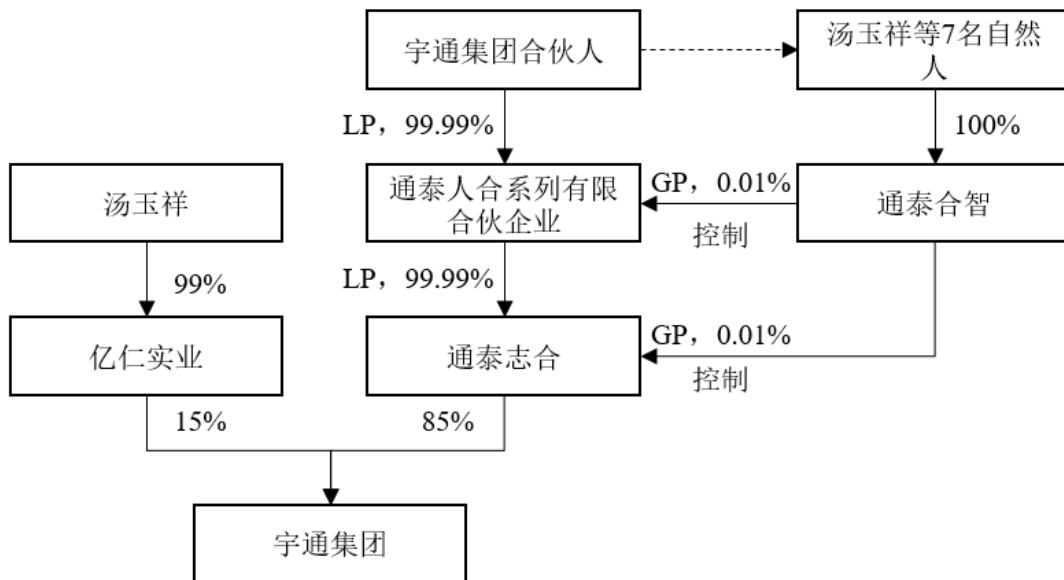 宇通集团合伙人
汤玉祥等7名自然
人
LP，99.99%
100%
汤玉祥
通泰人合系列有限
合伙企业
GP，0.01%
控制
通泰合智
99%
LP，99.99%
亿仁实业
通泰志合
GP，0.01%
控制
15%
85%
宇通集团